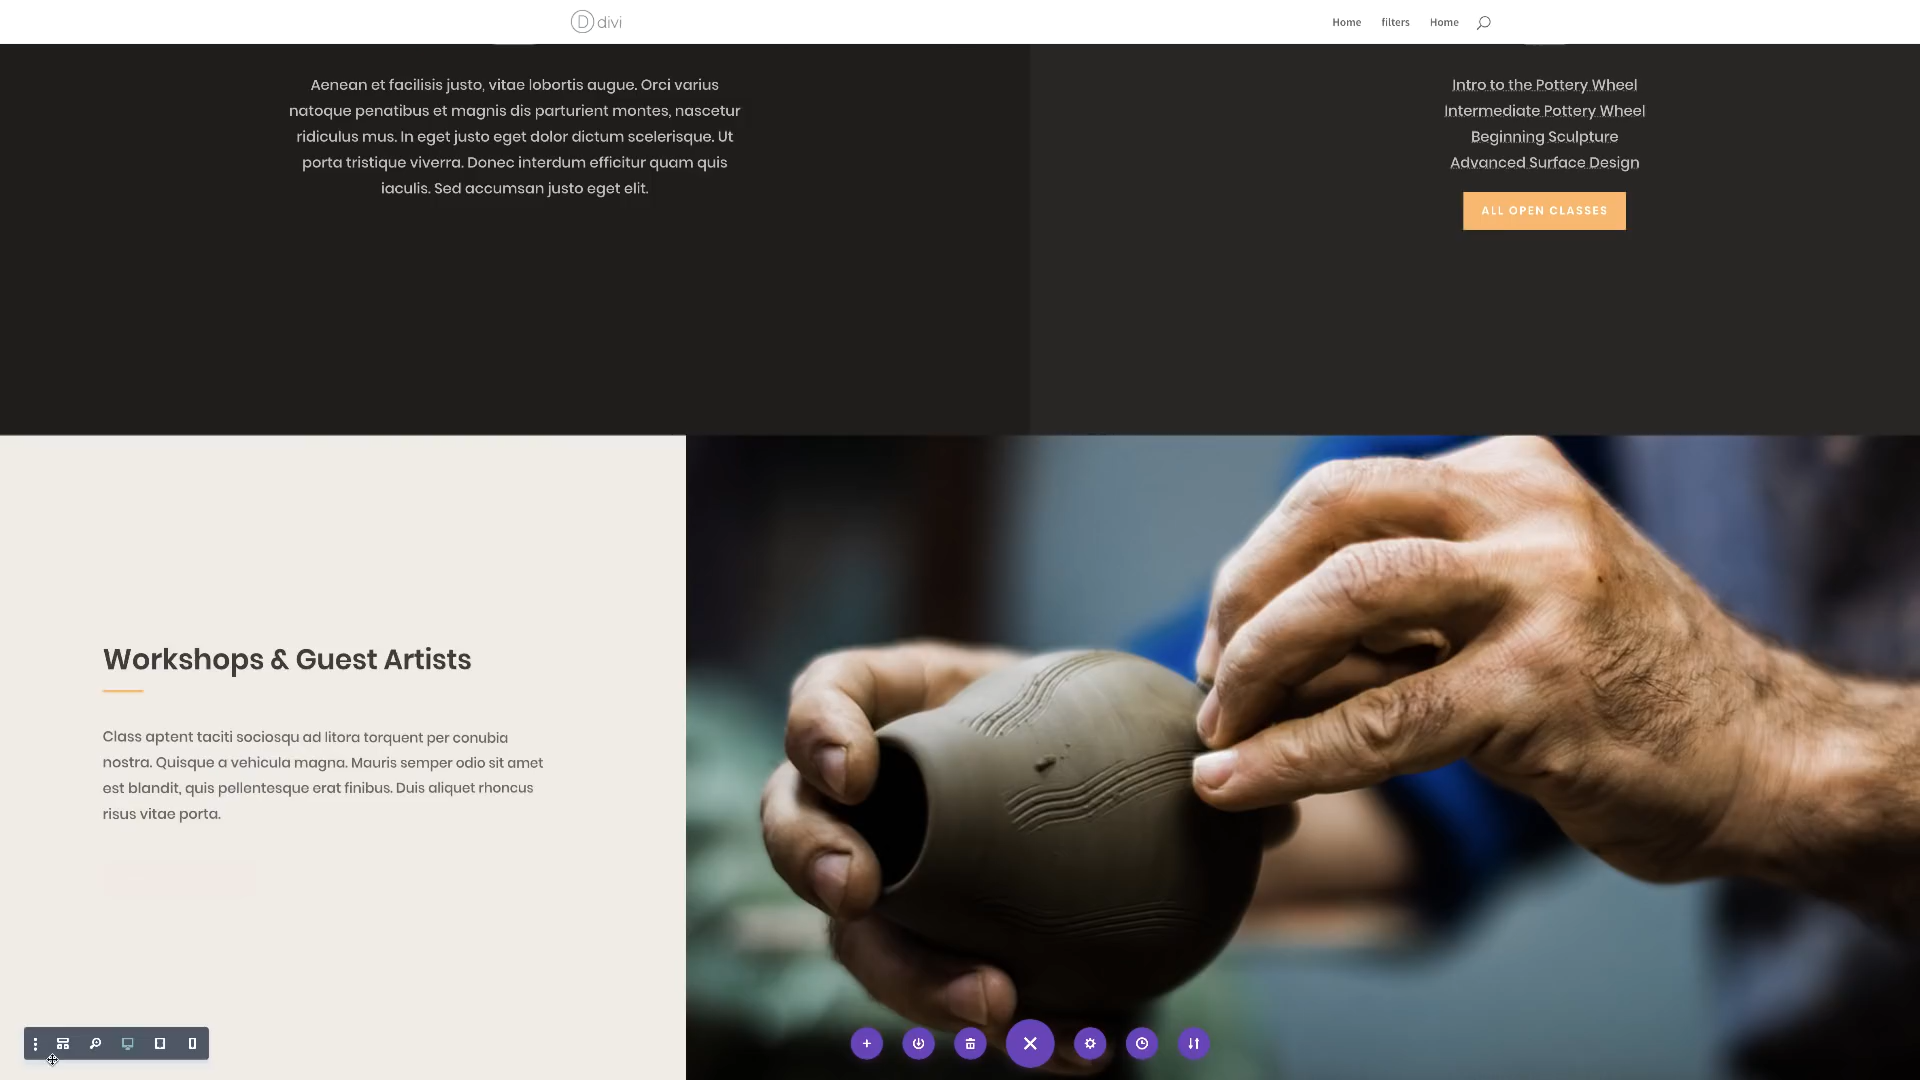 D divi
Home filters Home
Aenean et facilisis justo, vitae lobortis augue. Orci varius
natoque penatibus et magnis dis parturient montes, nascetur
ridiculus mus. In eget justo eget dolor dictum scelerisque. Ut
porta tristique viverra. Donec interdum efficitur quam quis
iaculis. Sed accumsan justo eget elit.
Intro to the Pottery Wheel
Intermediate Pottery Wheel
Beginning Sculpture
Advanced Surface Design
ALL OPEN CLASSES
Workshops & Guest Artists
Class aptent taciti sociosqu ad litora torquent per conubia
nostra. Quisque a vehicula magna. Mauris semper odio sit amet
est blandit, quis pellentesque erat finibus. Duis aliquet rhoncus
risus vitae porta.